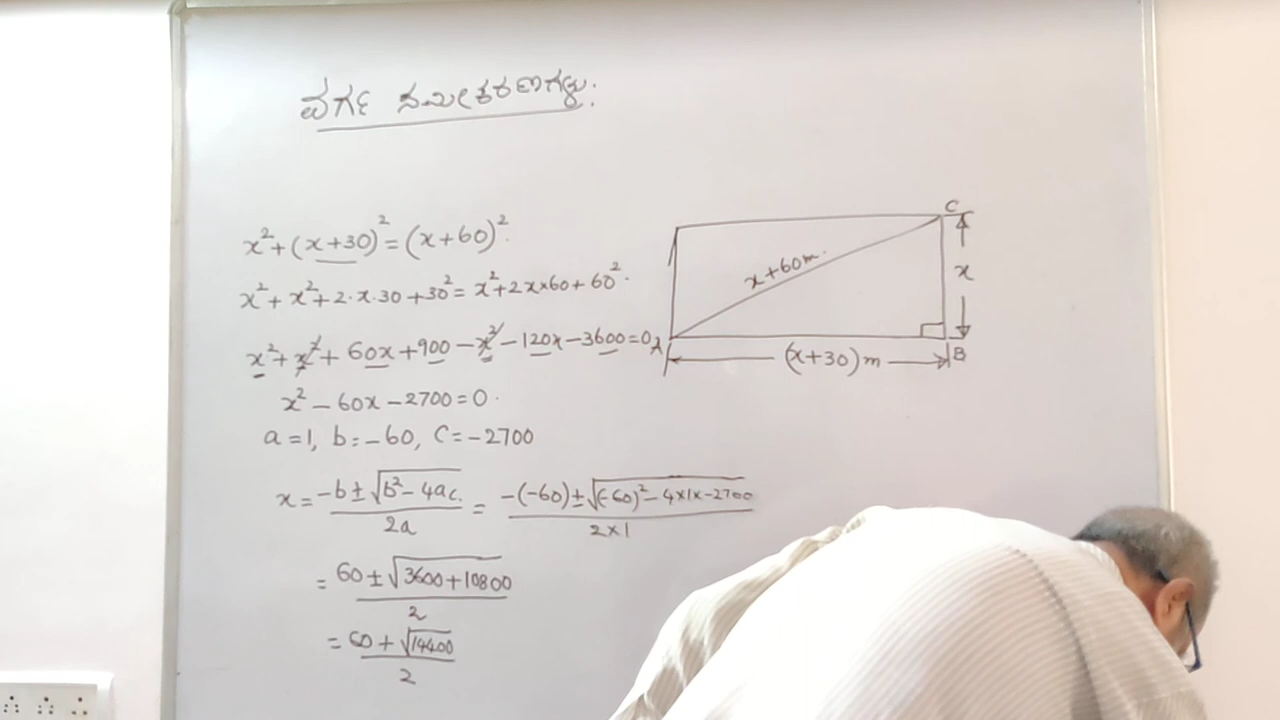 ವರ್ಗ ಸಮೀಕರಣಗಳು.
x²+(x+30)²=(x+60)²
x²+x²+2·x·30+30²=x²+2x×60+60²
x²+x²+60x+900-x²-120x-3600=0
x²-60x-2700=0
a=1, b=-60, C=-2700
x=(-b±√(b²-4ac))/2a = (-(-60)±√((-60)²-4×1×-2700))/(2×1)
= (60±√(3600+10800))/2
= (60+√14400)/2
C
x+60m
x
A
(x+30)m
B